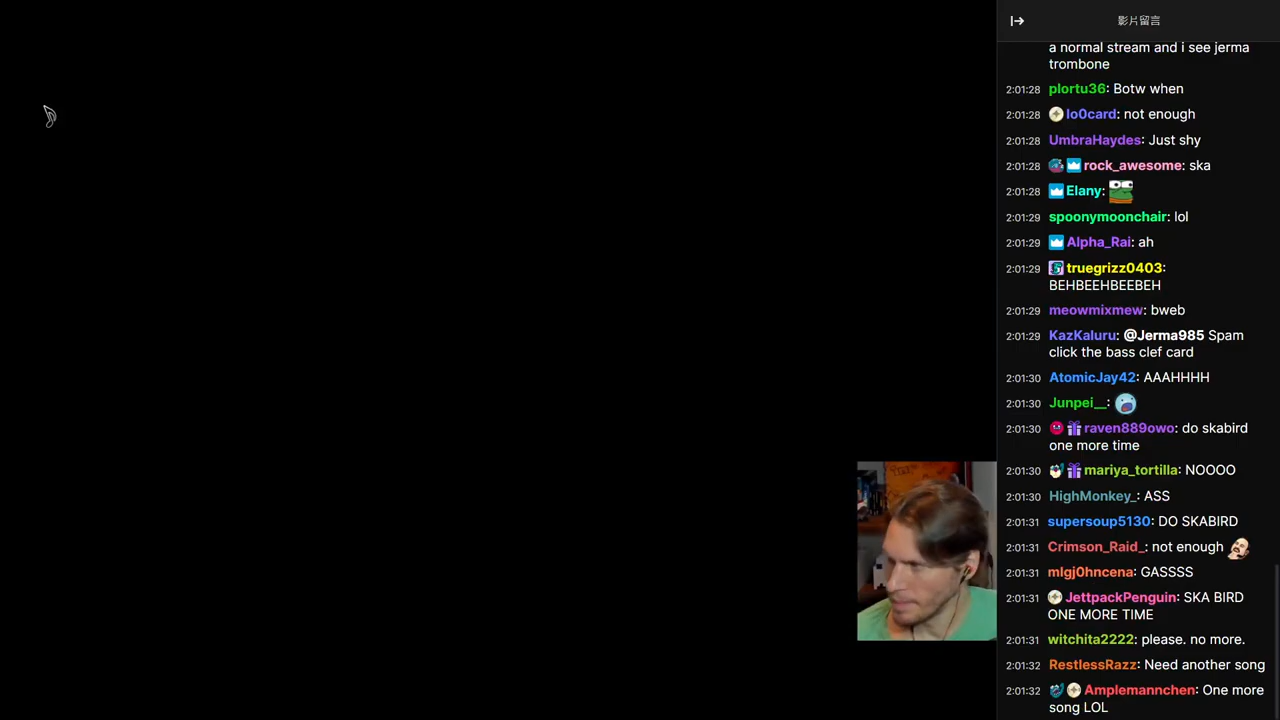 影片留言
a normal stream and i see jerma
trombone
2:01:28 plortu36: Botw when
2:01:28 lo0card: not enough
2:01:28 UmbraHaydes: Just shy
2:01:28 rock_awesome: ska
2:01:28 Elany:
2:01:29 spoonymoonchair: lol
2:01:29 Alpha_Rai: ah
2:01:29 truegrizz0403:
BEHBEEHBEEBEH
2:01:29 meowmixmew: bweb
2:01:29 KazKaluru: @Jerma985 Spam
click the bass clef card
2:01:30 AtomicJay42: AAAHHHH
2:01:30 Junpei__:
2:01:30 raven889owo: do skabird
one more time
2:01:30 mariya_tortilla: NOOOO
2:01:30 HighMonkey_: ASS
2:01:31 supersoup5130: DO SKABIRD
2:01:31 Crimson_Raid_: not enough
2:01:31 mlgj0hncena: GASSSS
2:01:31 JettpackPenguin: SKA BIRD
ONE MORE TIME
2:01:31 witchita2222: please. no more.
2:01:32 RestlessRazz: Need another song
2:01:32 Amplemannchen: One more
song LOL